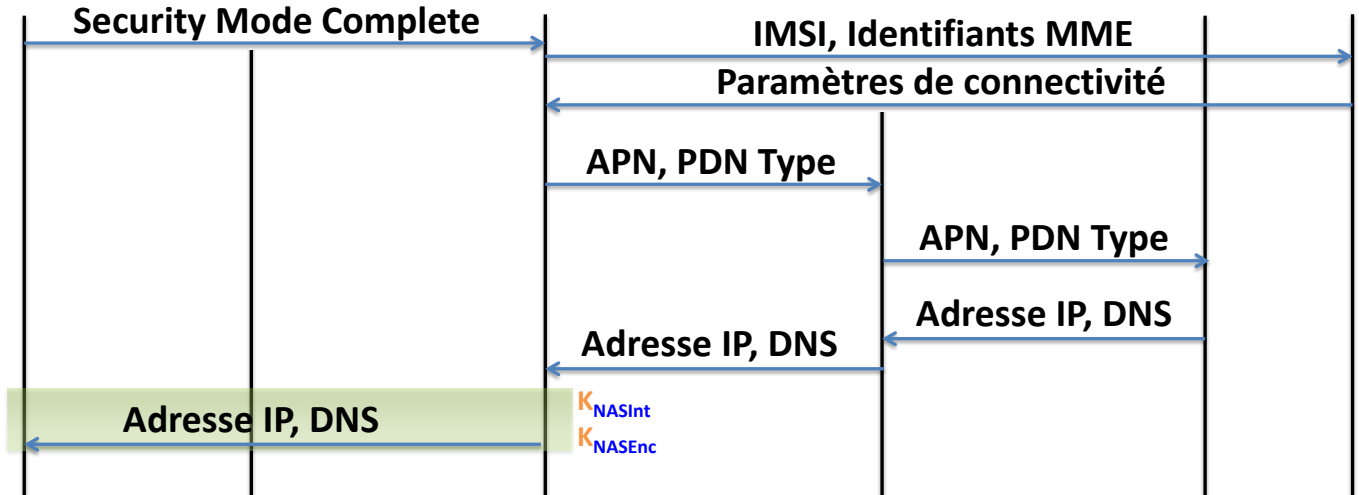 Security Mode Complete
IMSI, Identifiants MME
Paramètres de connectivité
APN, PDN Type
APN, PDN Type
Adresse IP, DNS
Adresse IP, DNS
Adresse IP, DNS
KNASInt
KNASEnc